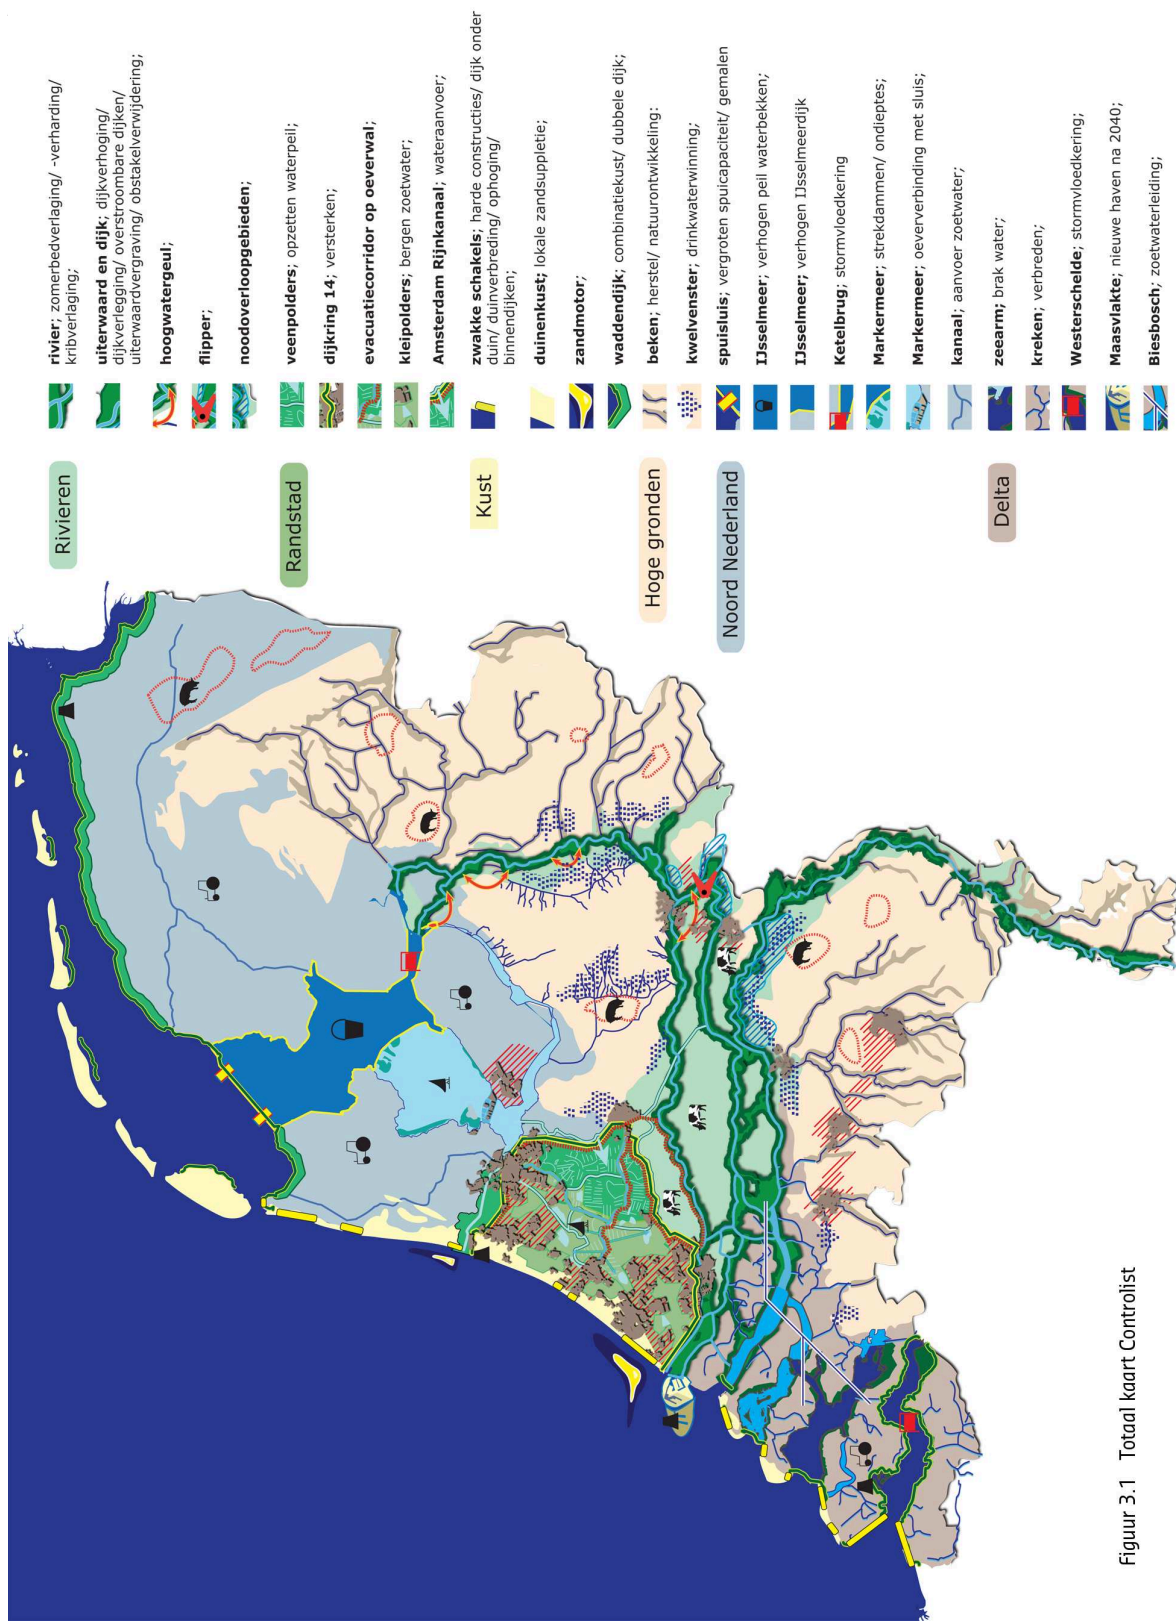 Rivieren
rivier; zomerbedverlaging/ -verharding/
kribverlaging;
uiterwaard en dijk; dijkverhoging/
dijkverlegging/ overstroombare dijken/
uiterwaardvergraving/ obstakelverwijdering;
hoogwatergeul;
flipper;
noodoverloopgebieden;
Randstad
veenpolders; opzetten waterpeil;
dijkring 14; versterken;
evacuatiecorridor op oeverwal;
kleipolders; bergen zoetwater;
Amsterdam Rijnkanaal; wateraanvoer;
Kust
zwakke schakels; harde constructies/ dijk onder
duin/ duinverbreding/ ophoging/
binnendijken;
duinenkust; lokale zandsuppletie;
zandmotor;
waddendijk; combinatiekust/ dubbele dijk;
Hoge gronden
beken; herstel/ natuurontwikkeling:
kwelvenster; drinkwaterwinning;
Noord Nederland
spuisluis; vergroten spuicapaciteit/ gemalen
IJsselmeer; verhogen peil waterbekken;
IJsselmeer; verhogen IJsselmeerdijk
Ketelbrug; stormvloedkering
Markermeer; strekdammen/ ondieptes;
Markermeer; oeververbinding met sluis;
kanaal; aanvoer zoetwater;
Delta
zeearm; brak water;
kreken; verbreden;
Westerschelde; stormvloedkering;
Maasvlakte; nieuwe haven na 2040;
Biesbosch; zoetwaterleiding;
Figuur 3.1 Totaal kaart Controlist